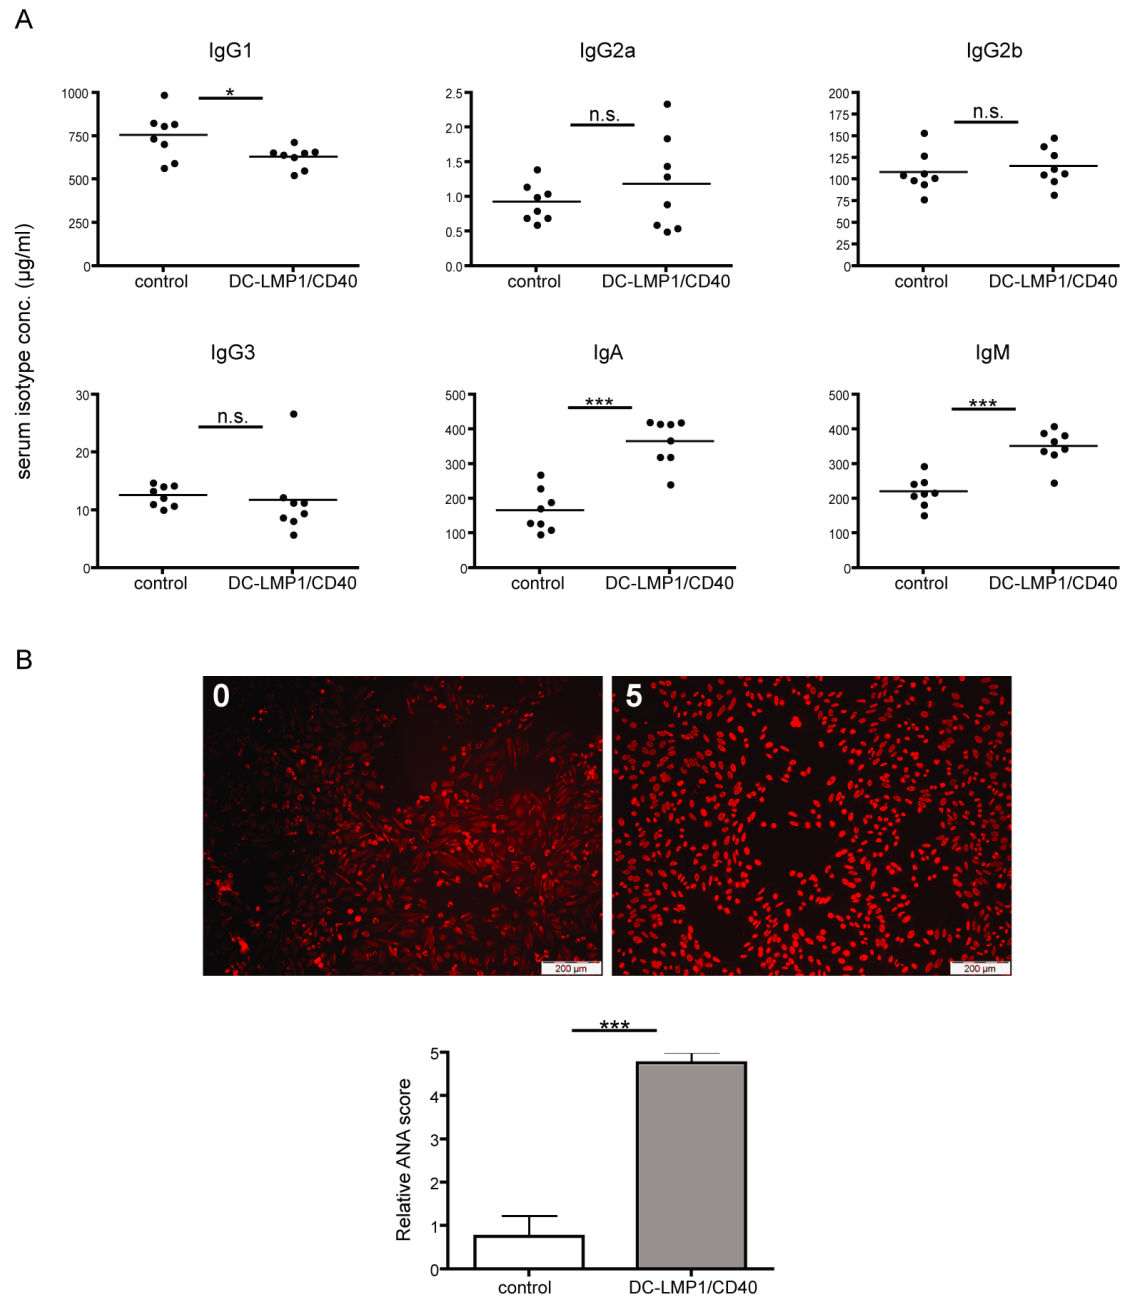 A
IgG1
IgG2a
IgG2b
serum isotype conc. (µg/ml)
1000
750
500
250
0
*
control
DC-LMP1/CD40
2.5
2.0
1.5
1.0
0.5
0.0
n.s.
control
DC-LMP1/CD40
200
175
150
125
100
75
50
25
0
n.s.
control
DC-LMP1/CD40
IgG3
IgA
IgM
30
20
10
0
n.s.
control
DC-LMP1/CD40
500
400
300
200
100
0
***
control
DC-LMP1/CD40
500
400
300
200
100
0
***
control
DC-LMP1/CD40
B
0
200 µm
5
200 µm
***
Relative ANA score
5
4
3
2
1
0
control
DC-LMP1/CD40